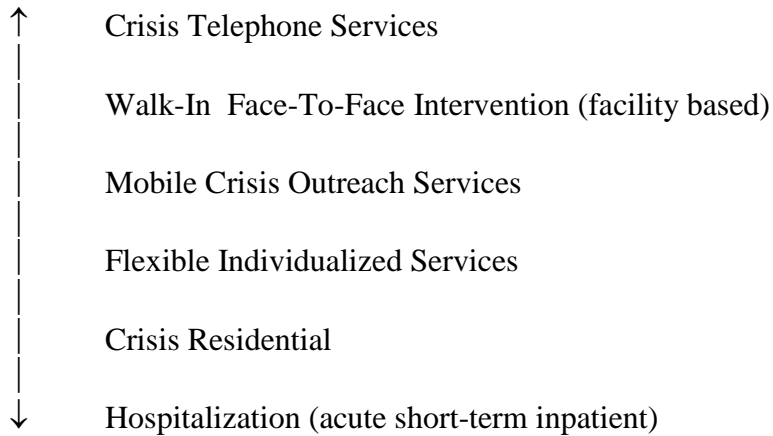 Crisis Telephone Services
Walk-In Face-To-Face Intervention (facility based)
Mobile Crisis Outreach Services
Flexible Individualized Services
Crisis Residential
Hospitalization (acute short-term inpatient)